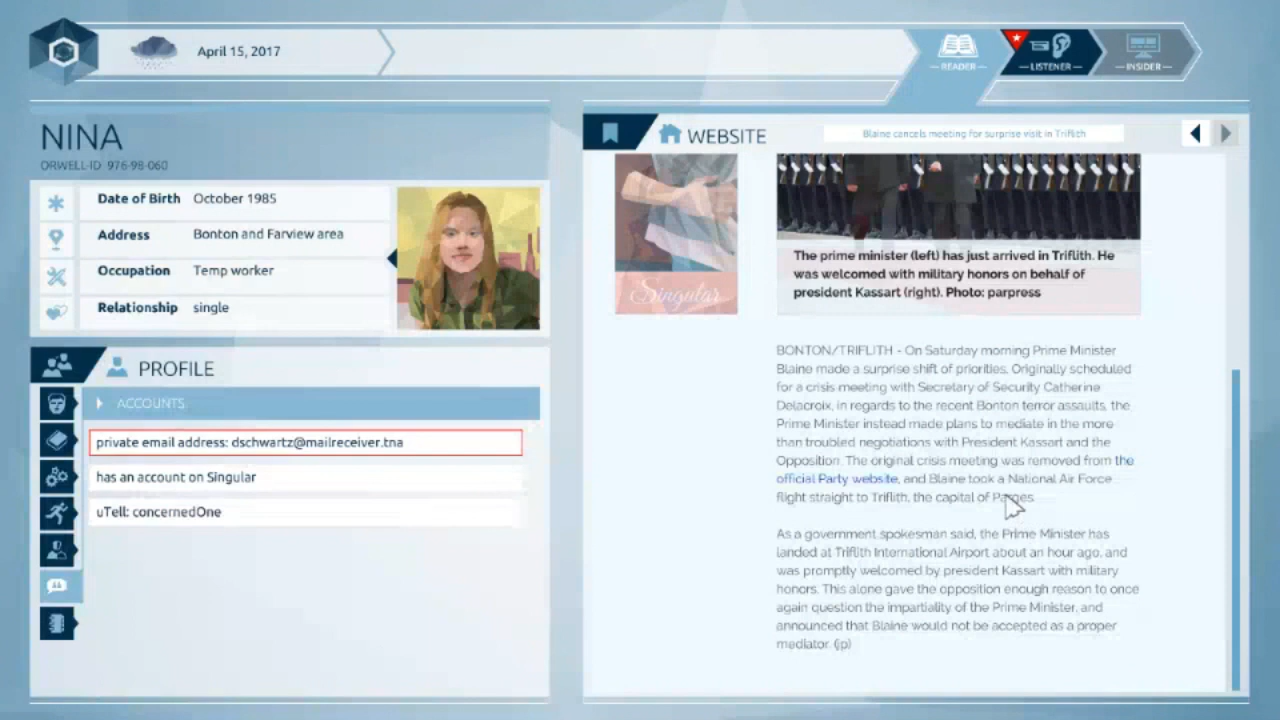 April 15, 2017
READER
LISTENER
INSIDER
NINA
ORWELL-ID 976-98-060
Date of Birth October 1985
Address Bonton and Farview area
Occupation Temp worker
Relationship single
PROFILE
ACCOUNTS
private email address: dschwartz@mailreceiver.tna
has an account on Singular
uTell: concernedOne
WEBSITE
Blaine cancels meeting for surprise visit in Triflith
Singular
The prime minister (left) has just arrived in Triflith. He
was welcomed with military honors on behalf of
president Kassart (right). Photo: parpress
BONTON/TRIFLITH - On Saturday morning Prime Minister
Blaine made a surprise shift of priorities. Originally scheduled
for a crisis meeting with Secretary of Security Catherine
Delacroix, in regards to the recent Bonton terror assaults, the
Prime Minister instead made plans to mediate in the more
than troubled negotiations with President Kassart and the
Opposition. The original crisis meeting was removed from the
official Party website, and Blaine took a National Air Force
flight straight to Triflith, the capital of Parges.
As a government spokesman said, the Prime Minister has
landed at Triflith International Airport about an hour ago, and
was promptly welcomed by president Kassart with military
honors. This alone gave the opposition enough reason to once
again question the impartiality of the Prime Minister, and
announced that Blaine would not be accepted as a proper
mediator. (jp)